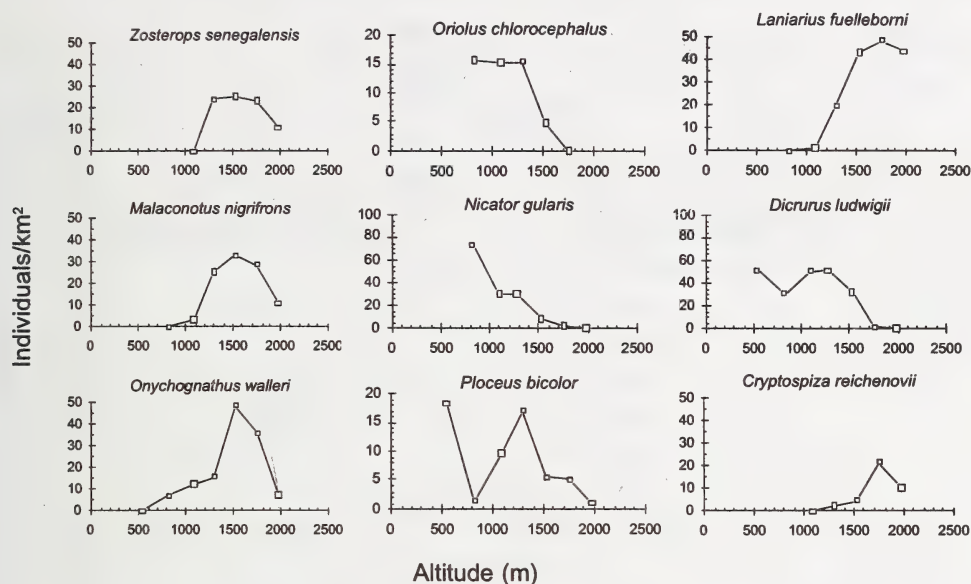 Zosterops senegalensis
50
40
30
20
10
0
0 500 1000 1500 2000 2500
Oriolus chlorocephalus
20
15
10
5
0
0 500 1000 1500 2000 2500
Laniarius fuelleborni
50
40
30
20
10
0
0 500 1000 1500 2000 2500
Malaconotus nigrifrons
50
40
30
20
10
0
0 500 1000 1500 2000 2500
Nicator gularis
100
80
60
40
20
0
0 500 1000 1500 2000 2500
Dicrurus ludwigii
100
80
60
40
20
0
0 500 1000 1500 2000 2500
Onychognathus walleri
50
40
30
20
10
0
0 500 1000 1500 2000 2500
Ploceus bicolor
20
15
10
5
0
0 500 1000 1500 2000 2500
Cryptospiza reichenovii
50
40
30
20
10
0
0 500 1000 1500 2000 2500
Individuals/km²
Altitude (m)